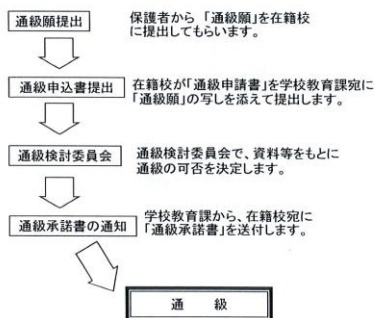 通級願提出
保護者から 「通級願」を在籍校
に提出してもらいます。
通級申込書提出
在籍校が「通級申請書」を学校教育課宛に
「通級願」の写しを添えて提出します。
通級検討委員会
通級検討委員会で、資料等をもとに
通級の可否を決定します。
通級承諾書の通知
学校教育課から、在籍校宛に
「通級承諾書」を送付します。
通 級